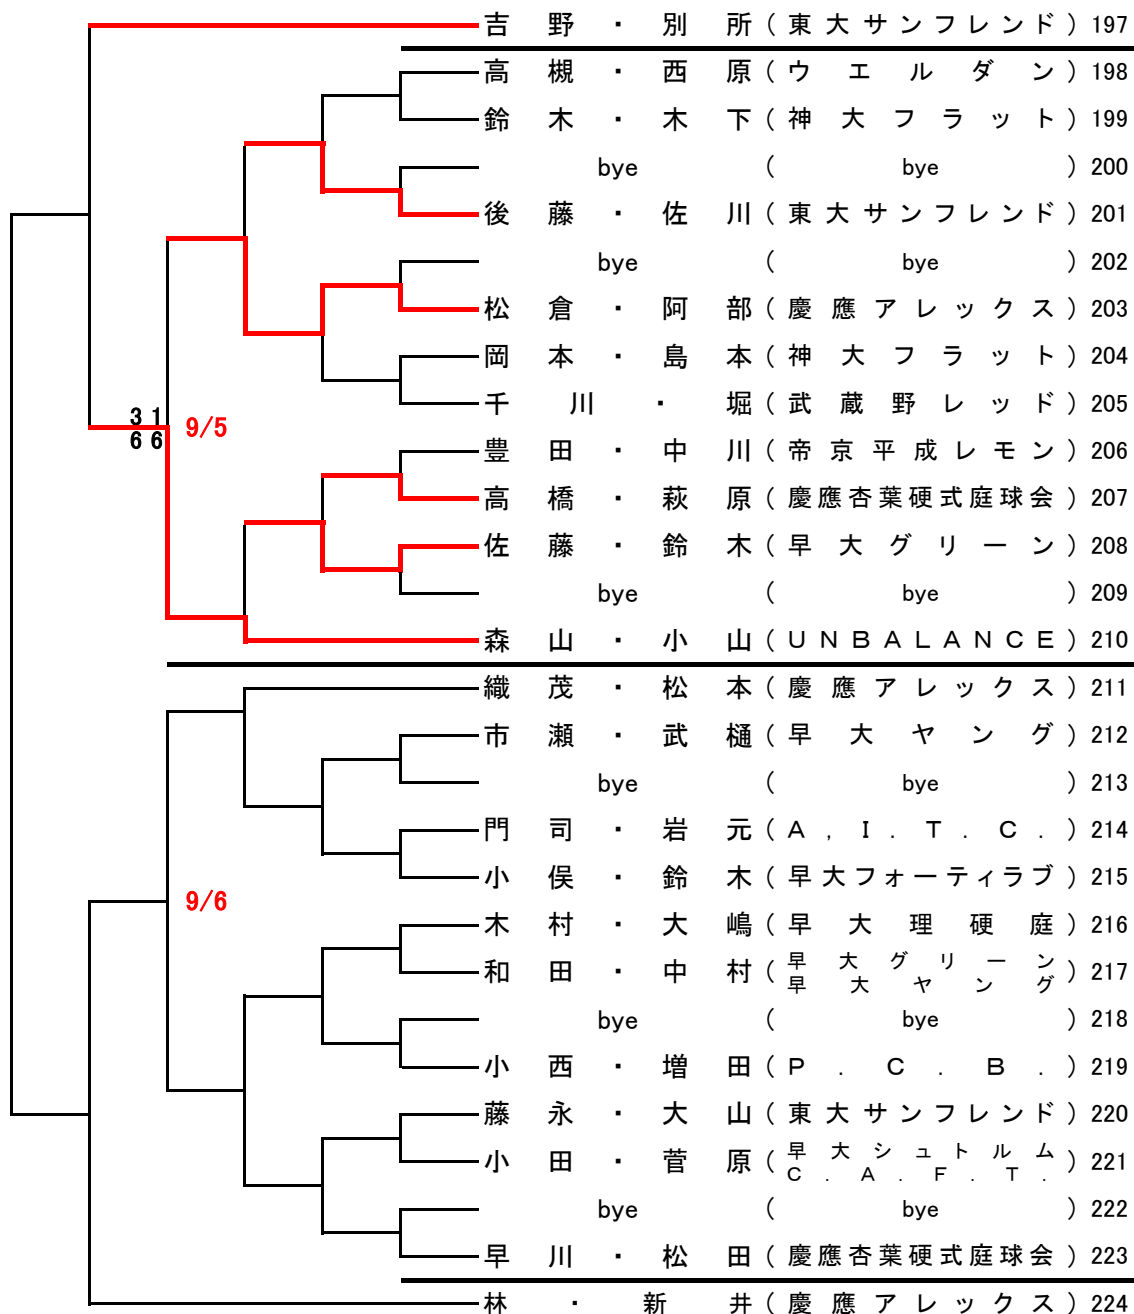 吉野・別所(東大サンフレンド)197
高槻・西原(ウエルダン)198
鈴木・木下(神大フラット)199
bye(bye)200
後藤・佐川(東大サンフレンド)201
bye(bye)202
松倉・阿部(慶應アレックス)203
岡本・島本(神大フラット)204
千川・堀(武蔵野レッド)205
3 1
6 6
9/5
豊田・中川(帝京平成レモン)206
高橋・萩原(慶應杏葉硬式庭球会)207
佐藤・鈴木(早大グリーン)208
bye(bye)209
森山・小山(UNBALANCE)210
織茂・松本(慶應アレックス)211
市瀬・武樋(早大ヤング)212
bye(bye)213
門司・岩元(A,I.T.C.)214
小俣・鈴木(早大フォーティラブ)215
9/6
木村・大嶋(早大理硬庭)216
和田・中村(早大グリーン
早大ヤング)217
bye(bye)218
小西・増田(P.C.B.)219
藤永・大山(東大サンフレンド)220
小田・菅原(早大シュトルム
C.A.F.T.)221
bye(bye)222
早川・松田(慶應杏葉硬式庭球会)223
林・新井(慶應アレックス)224